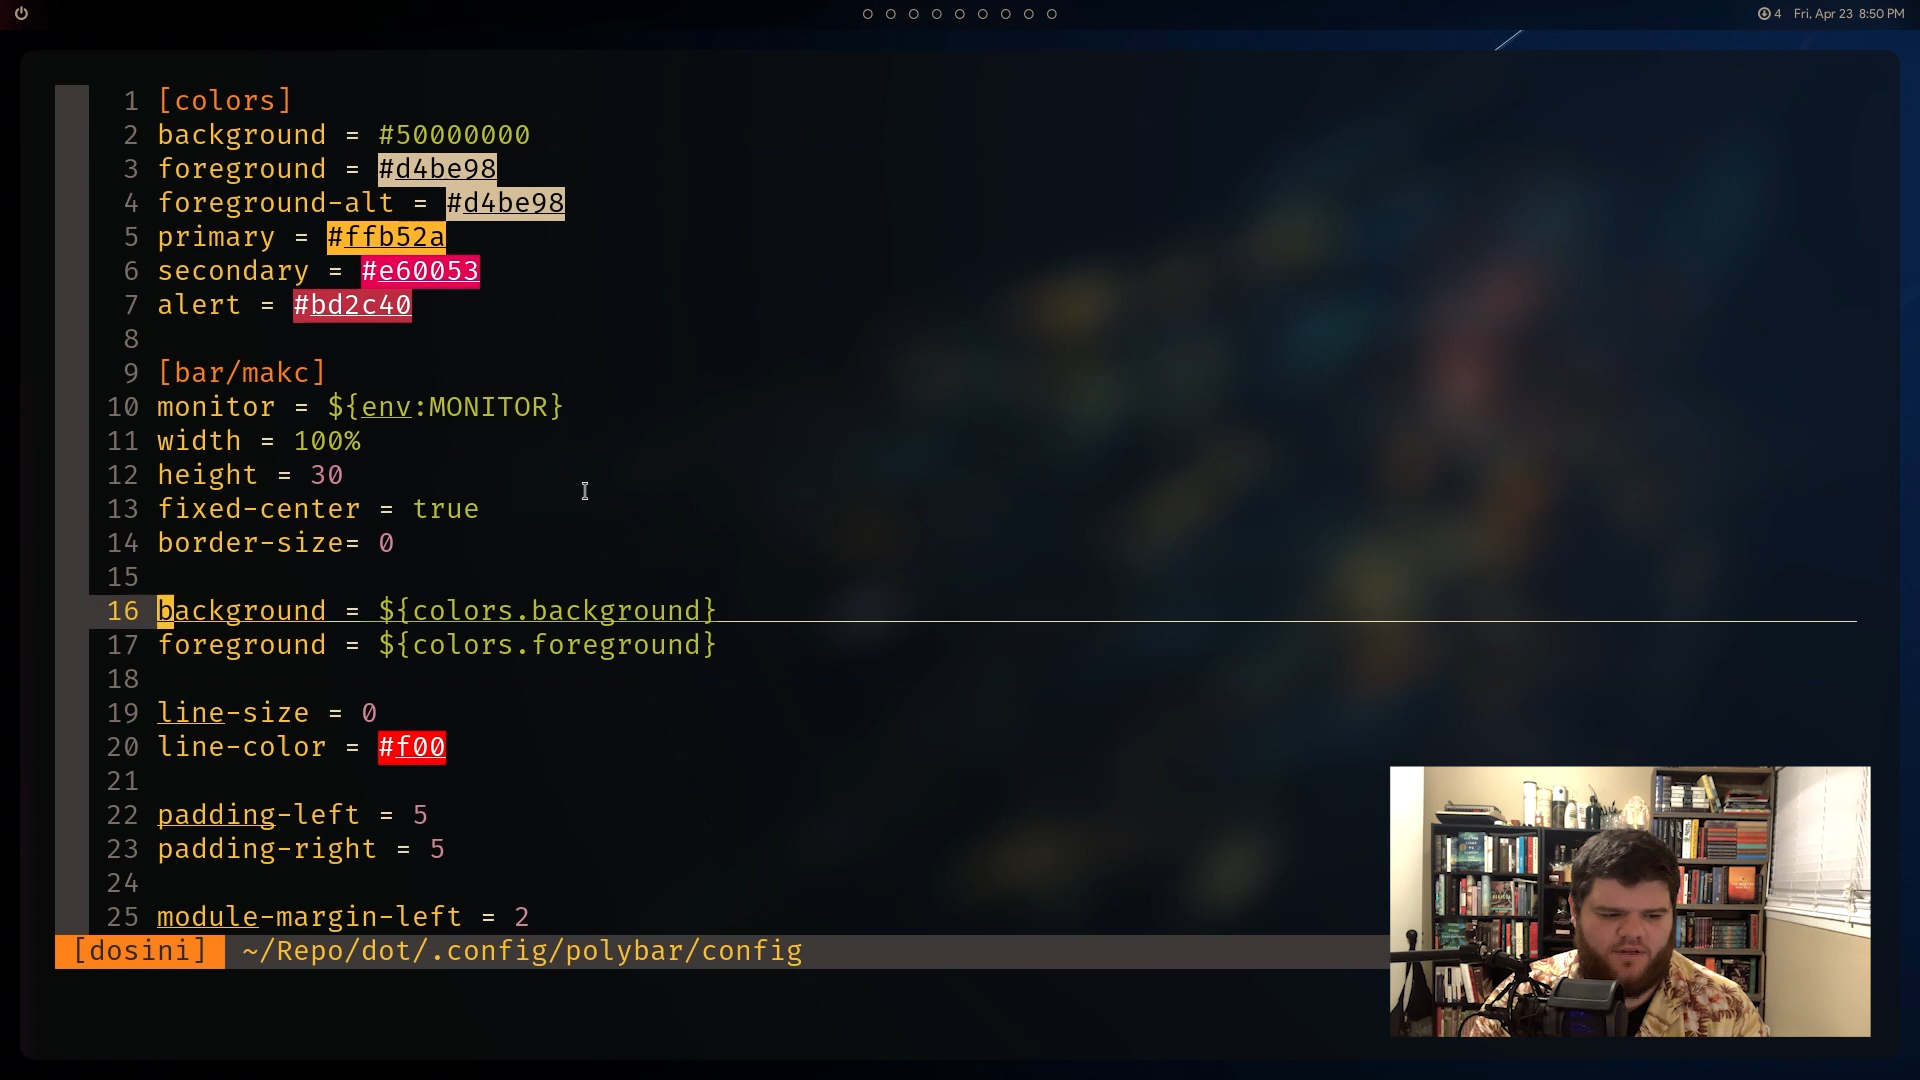 4 Fri, Apr 23 8:50 PM
1 [colors]
2 background = #50000000
3 foreground = #d4be98
4 foreground-alt = #d4be98
5 primary = #ffb52a
6 secondary = #e60053
7 alert = #bd2c40
8
9 [bar/makc]
10 monitor = ${env:MONITOR}
11 width = 100%
12 height = 30
13 fixed-center = true
14 border-size= 0
15
16 background = ${colors.background}
17 foreground = ${colors.foreground}
18
19 line-size = 0
20 line-color = #f00
21
22 padding-left = 5
23 padding-right = 5
24
25 module-margin-left = 2
[dosini] ~/Repo/dot/.config/polybar/config